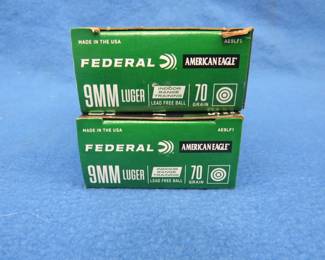 MADE IN THE USA AE9LF1
FEDERAL AMERICAN EAGLE
9MM LUGER INDOOR RANGE TRAINING 70 GRAIN
LEAD FREE BALL
MADE IN THE USA AE9LF1
FEDERAL AMERICAN EAGLE
9MM LUGER INDOOR RANGE TRAINING 70 GRAIN
LEAD FREE BALL